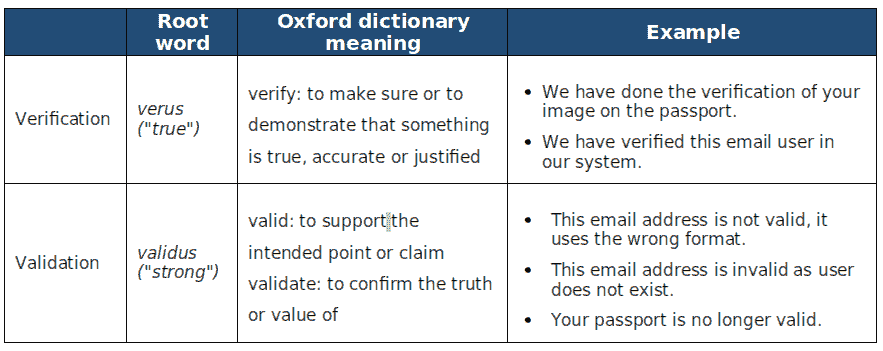 Root word
Oxford dictionary meaning
Example
Verification
verus ("true")
verify: to make sure or to
demonstrate that something
is true, accurate or justified
• We have done the verification of your
image on the passport.
• We have verified this email user in
our system.
Validation
validus ("strong")
valid: to support the
intended point or claim
validate: to confirm the truth
or value of
• This email address is not valid, it
uses the wrong format.
• This email address is invalid as user
does not exist.
• Your passport is no longer valid.